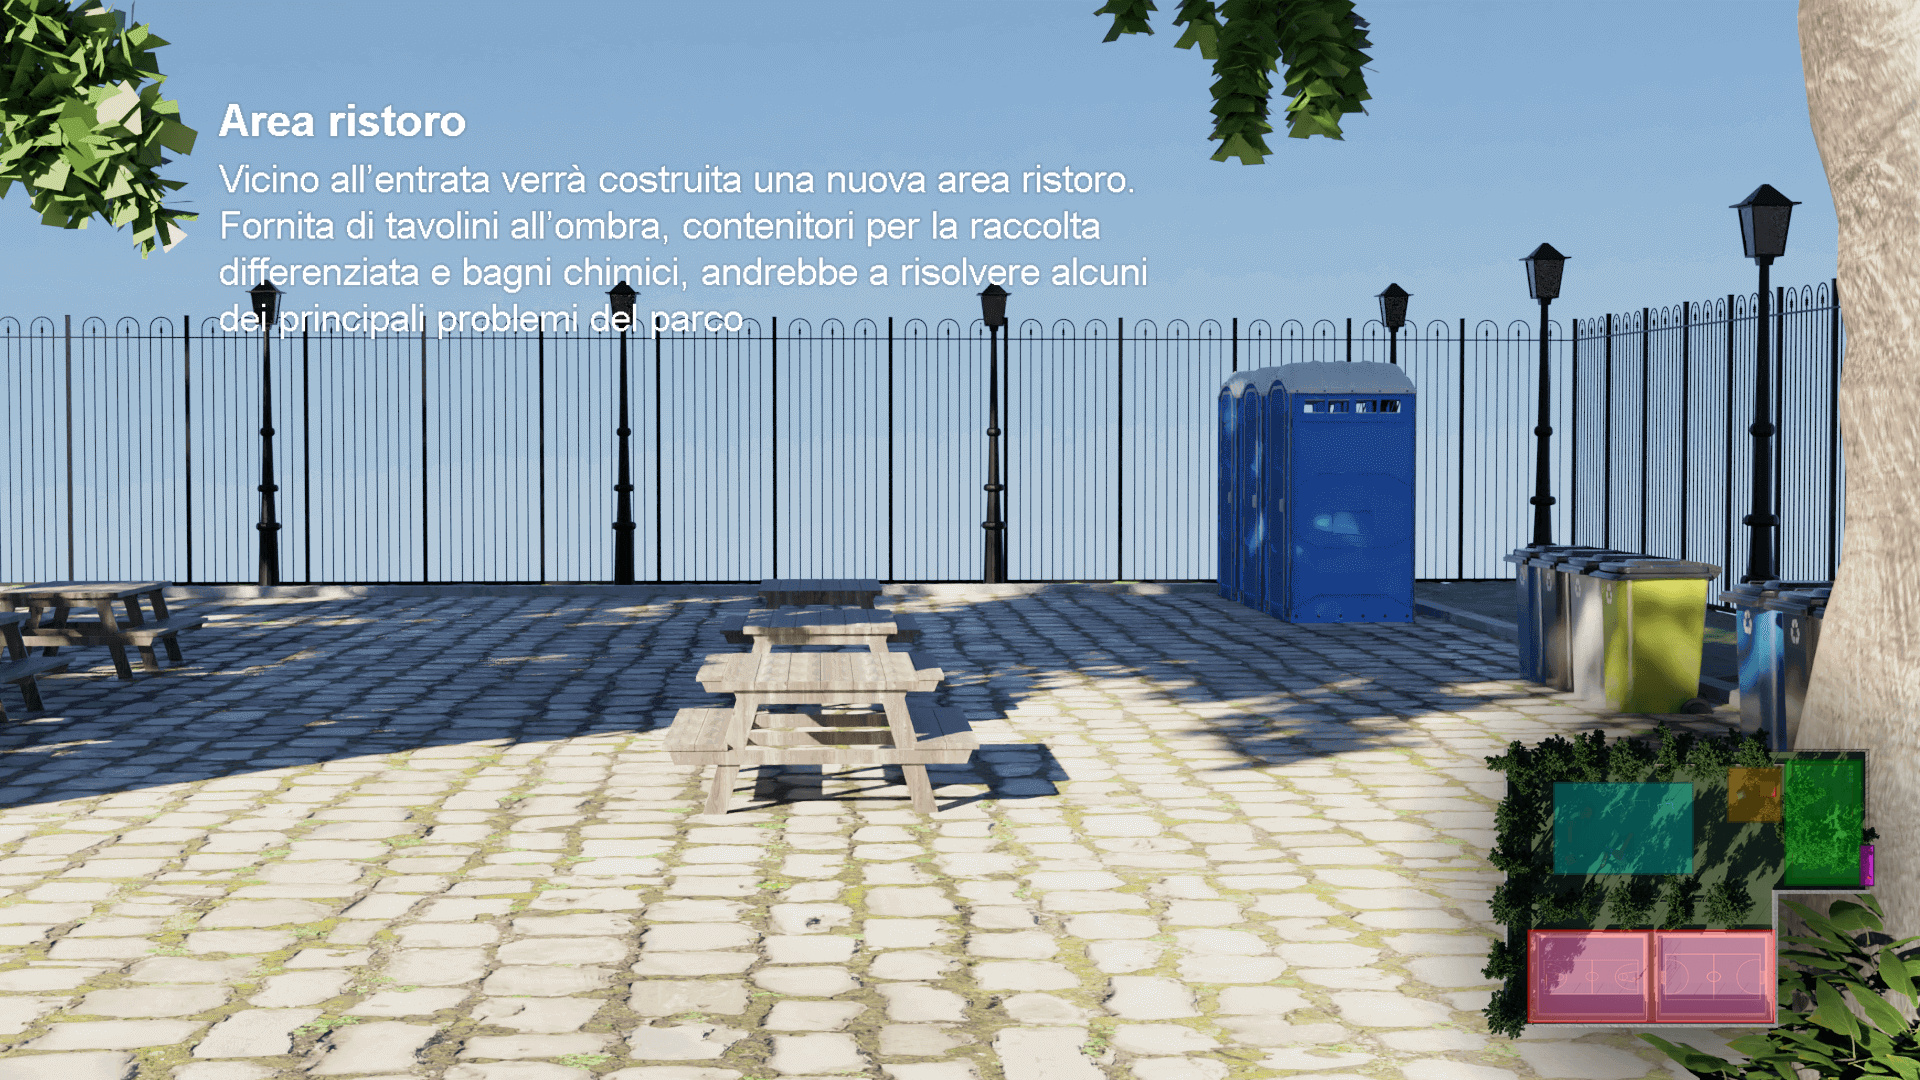 Area ristoro
Vicino all’entrata verrà costruita una nuova area ristoro.
Fornita di tavolini all’ombra, contenitori per la raccolta
differenziata e bagni chimici, andrebbe a risolvere alcuni
dei principali problemi del parco